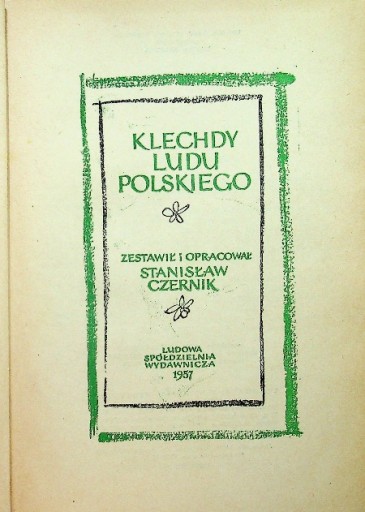 KLECHDY
LUDU
POLSKIEGO
ZESTAWIŁ I OPRACOWAŁ
STANISŁAW
CZERNIK
LUDOWA
SPÓŁDZIELNIA
WYDAWNICZA
1957